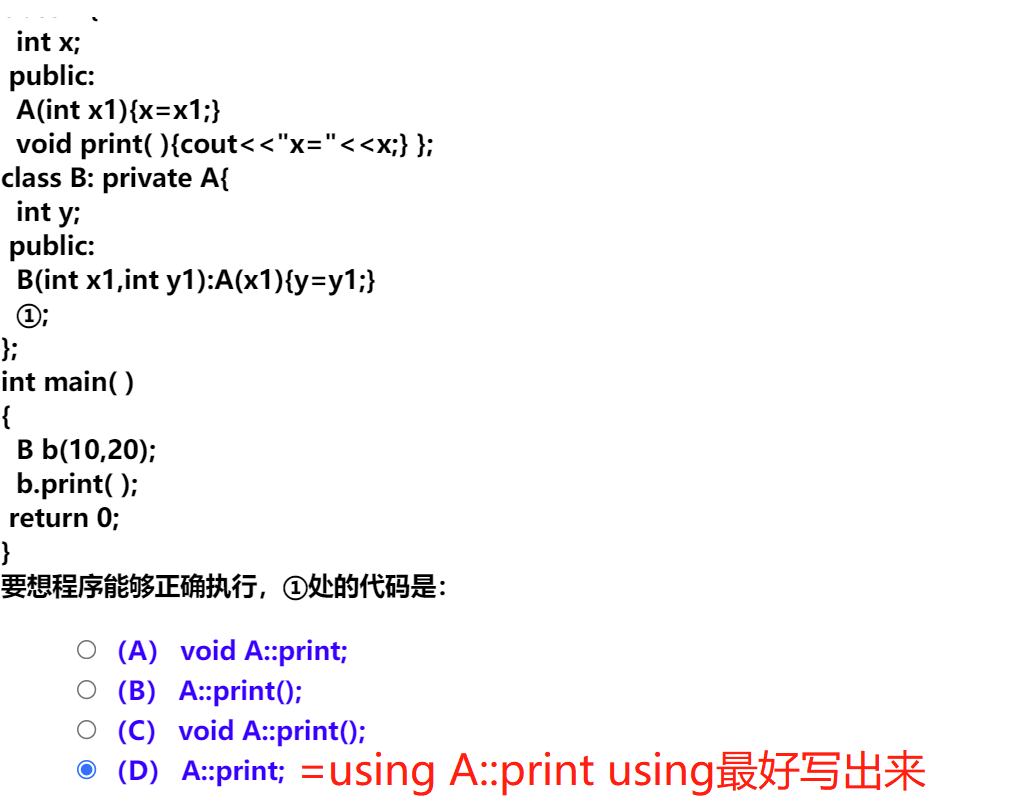 int x;
public:
A(int x1){x=x1;}
void print( ){cout<<"x="<<x;} };
class B: private A{
int y;
public:
B(int x1,int y1):A(x1){y=y1;}
①;
};
int main( )
{
B b(10,20);
b.print( );
return 0;
}
要想程序能够正确执行，①处的代码是：
（A） void A::print;
（B） A::print();
（C） void A::print();
（D） A::print; =using A::print using最好写出来